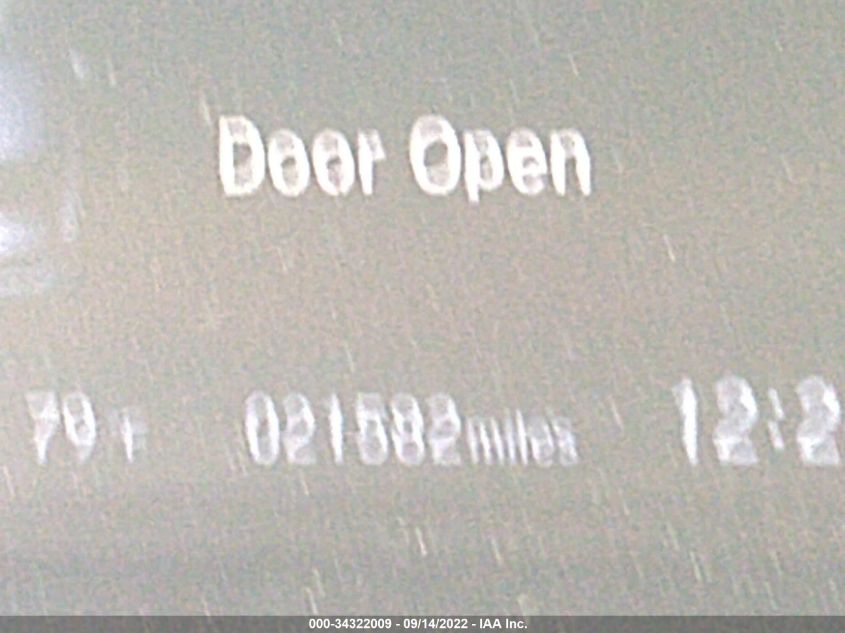 Door Open
79°F 021582miles 12:2
000-34322009 - 09/14/2022 - IAA Inc.